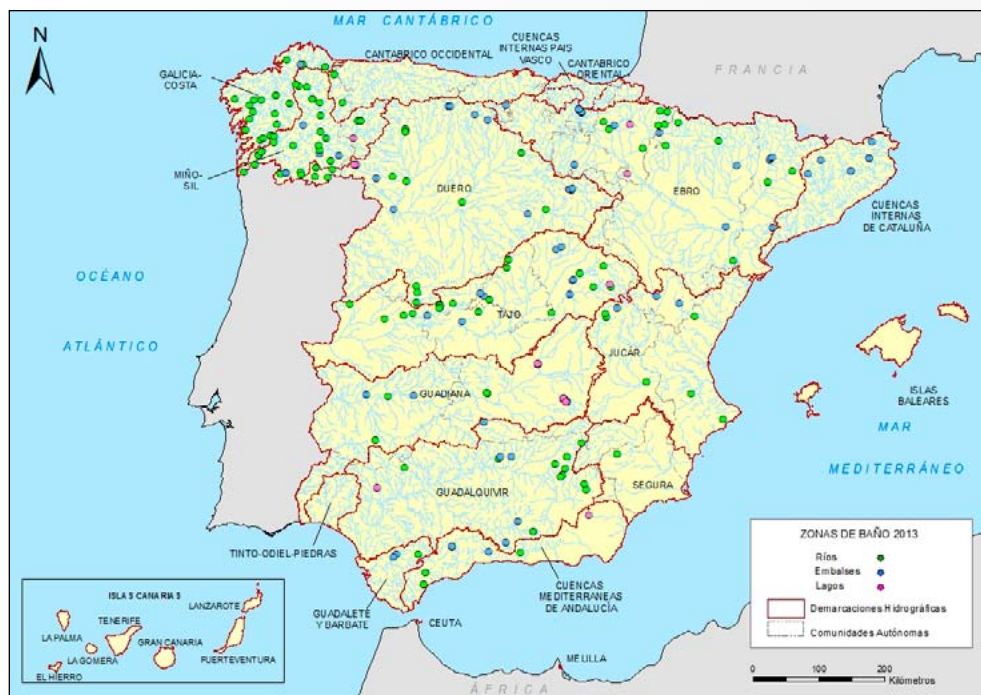 MAR CANTÁBRICO
N
CANTABRICO OCCIDENTAL
CUENCAS
INTERNAS PAIS
VASCO
CANTABRICO
ORIENTAL
FRANCIA
GALICIA-
COSTA
MIÑO-
SIL
DUERO
EBRO
CUENCAS
INTERNAS
DE CATALUÑA
OCÉANO
ATLÁNTICO
TAJO
JUCÁR
ISLAS
BALEARES
GUADIANA
MAR
MEDITERRÁNEO
SEGURA
GUADALQUIVIR
TINTO-ODIEL-PIEDRAS
GUADALETE
Y BARBATE
CUENCAS
MEDITERRANEAS
DE ANDALUCÍA
CEUTA
MELILLA
ÁFRICA
ISLAS CANARIAS
LANZAROTE
LA PALMA
TENERIFE
GRAN CANARIA
LA GOMERA
FUERTEVENTURA
EL HIERRO
ZONAS DE BAÑO 2013
Ríos
Embalses
Lagos
Demarcaciones Hidrográficas
Comunidades Autónomas
0 100 200
Kilómetros